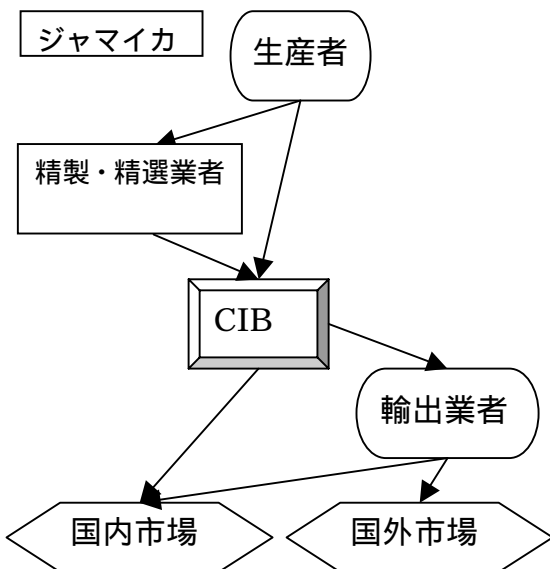 ジャマイカ
生産者
精製・精選業者
CIB
輸出業者
国内市場
国外市場